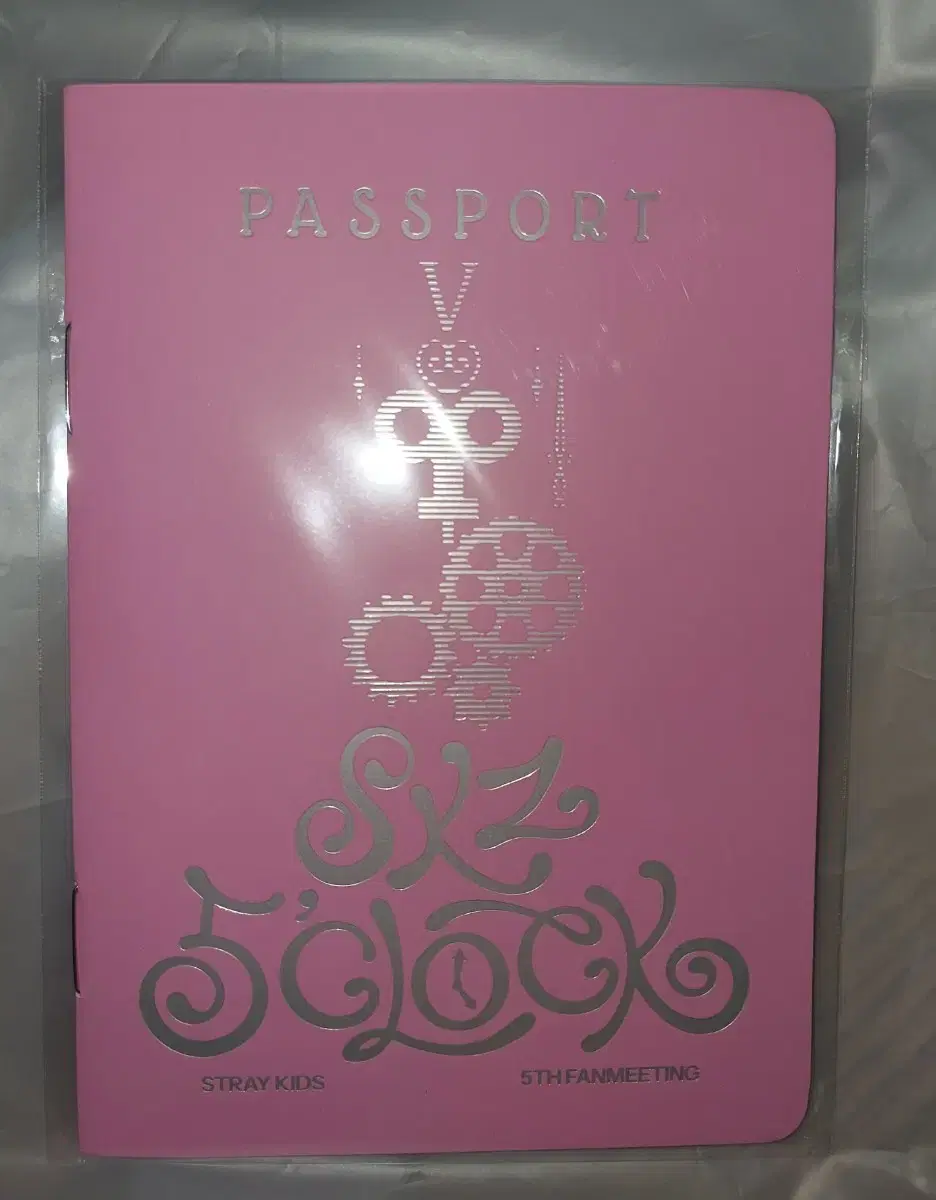 PASSPORT
SKZ
5'CLOCK
STRAY KIDS
5TH FANMEETING